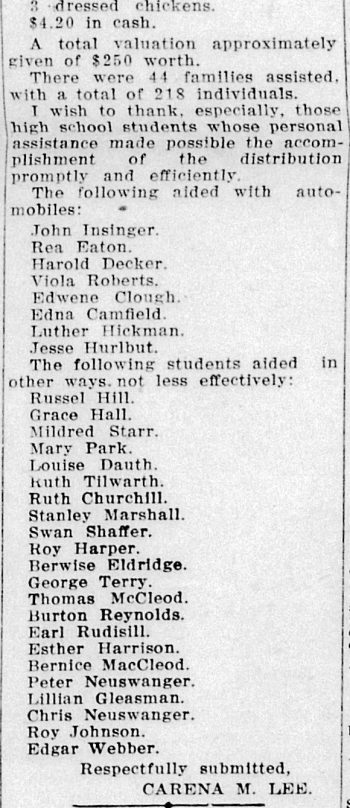 3 dressed chickens.
$4.20 in cash.
A total valuation approximately
given of $250 worth.
There were 44 families assisted,
with a total of 218 individuals.
I wish to thank, especially, those
high school students whose personal
assistance made possible the accom-
plishment of the distribution
promptly and efficiently.
The following aided with auto-
mobiles:
John Insinger.
Rea Eaton.
Harold Decker.
Viola Roberts.
Edwene Clough.
Edna Camfield.
Luther Hickman.
Jesse Hurlbut.
The following students aided in
other ways, not less effectively:
Russel Hill.
Grace Hall.
Mildred Starr.
Mary Park.
Louise Dauth.
Ruth Tilwarth.
Ruth Churchill.
Stanley Marshall.
Swan Shaffer.
Roy Harper.
Berwise Eldridge.
George Terry.
Thomas McCleod.
Burton Reynolds.
Earl Rudisill.
Esther Harrison.
Bernice MacCleod.
Peter Neuswanger.
Lillian Gleasman.
Chris Neuswanger.
Roy Johnson.
Edgar Webber.
Respectfully submitted,
CARENA M. LEE.